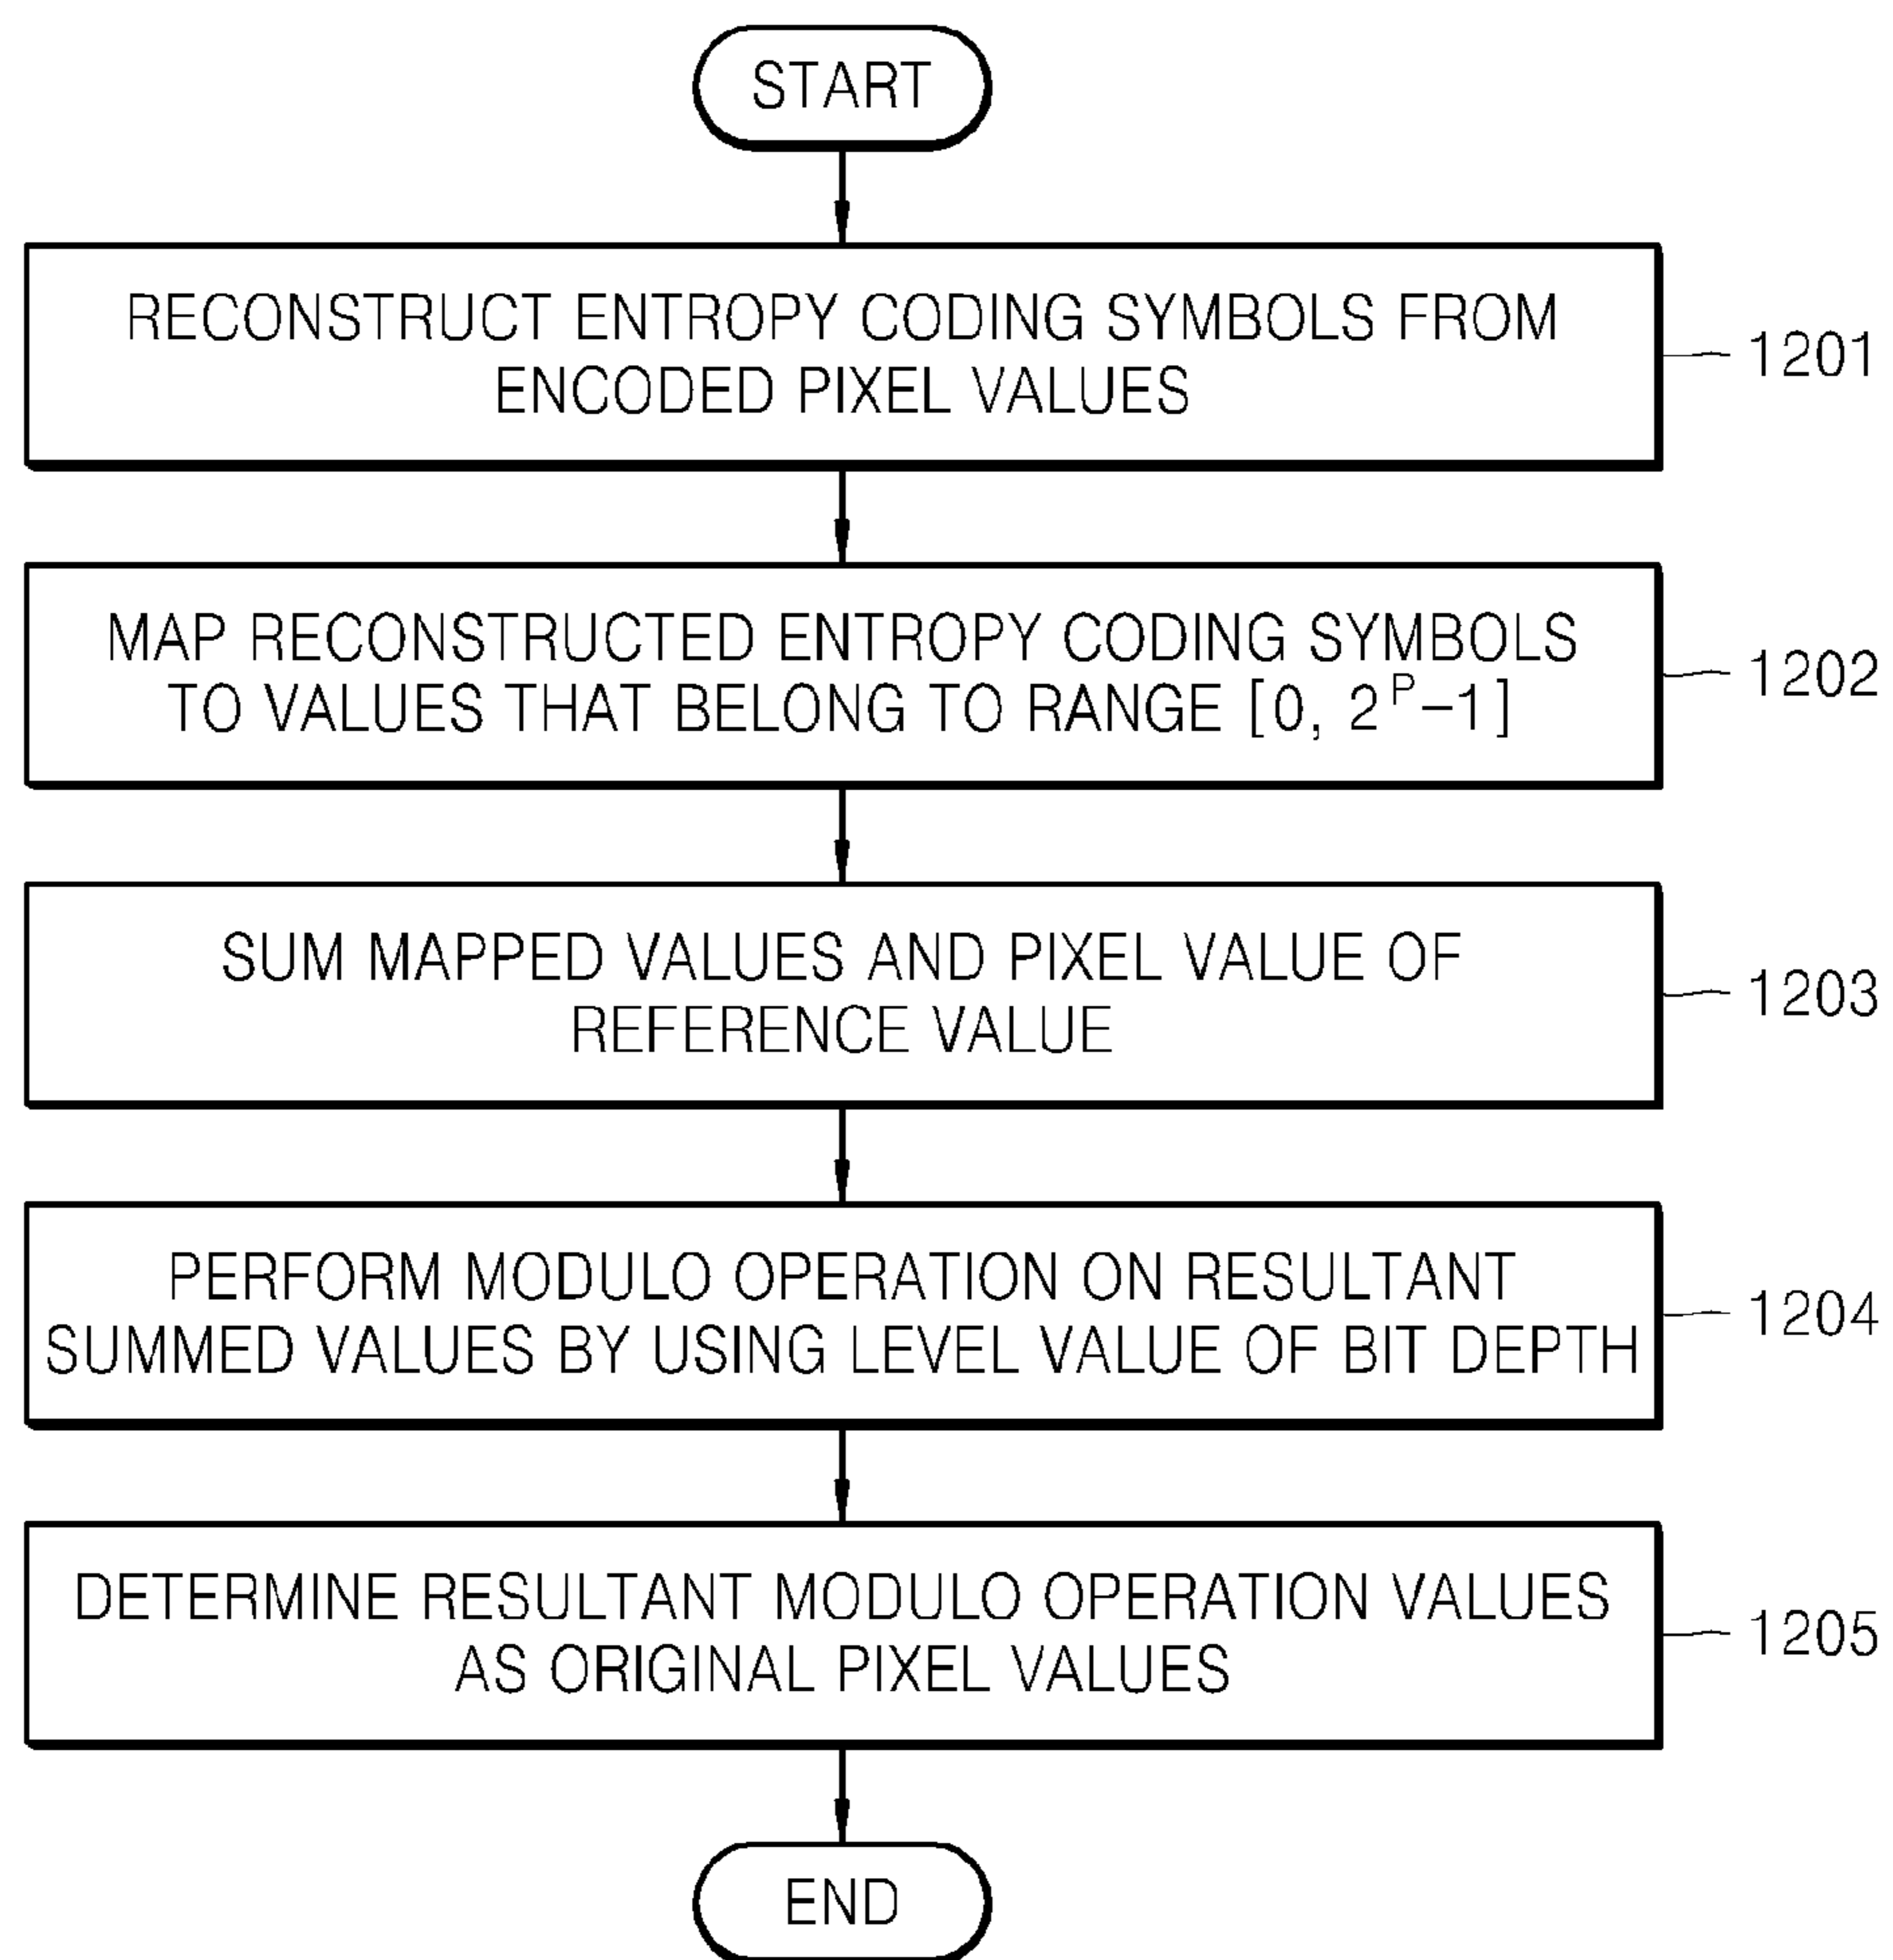 START
RECONSTRUCT ENTROPY CODING SYMBOLS FROM
ENCODED PIXEL VALUES
1201
MAP RECONSTRUCTED ENTROPY CODING SYMBOLS
TO VALUES THAT BELONG TO RANGE [0, 2^P-1]
1202
SUM MAPPED VALUES AND PIXEL VALUE OF
REFERENCE VALUE
1203
PERFORM MODULO OPERATION ON RESULTANT
SUMMED VALUES BY USING LEVEL VALUE OF BIT DEPTH
1204
DETERMINE RESULTANT MODULO OPERATION VALUES
AS ORIGINAL PIXEL VALUES
1205
END